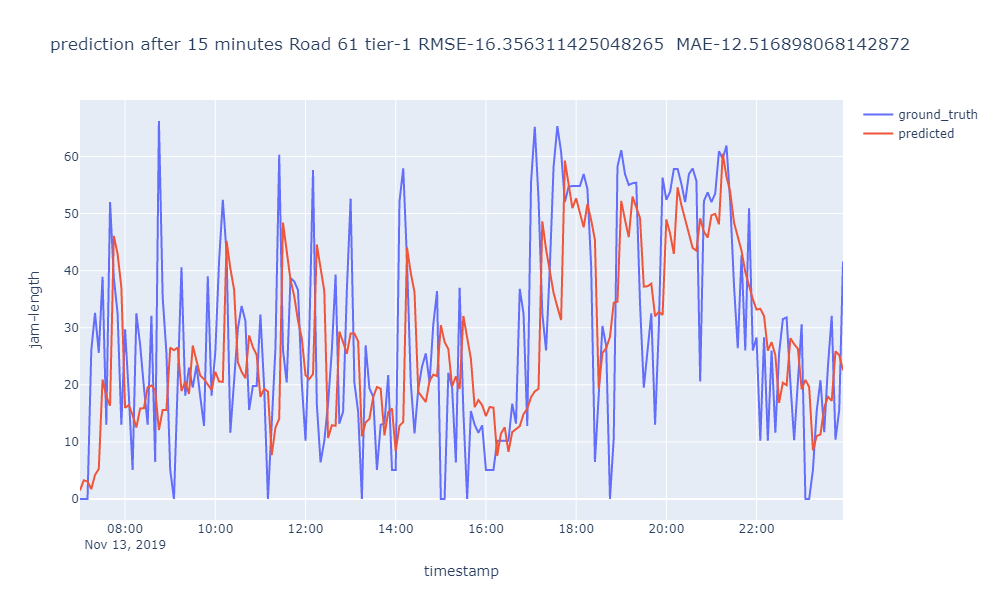 prediction after 15 minutes Road 61 tier-1 RMSE-16.356311425048265  MAE-12.516898068142872
ground_truth
predicted
60
50
40
30
20
10
0
jam-length
08:00 10:00 12:00 14:00 16:00 18:00 20:00 22:00
Nov 13, 2019
timestamp